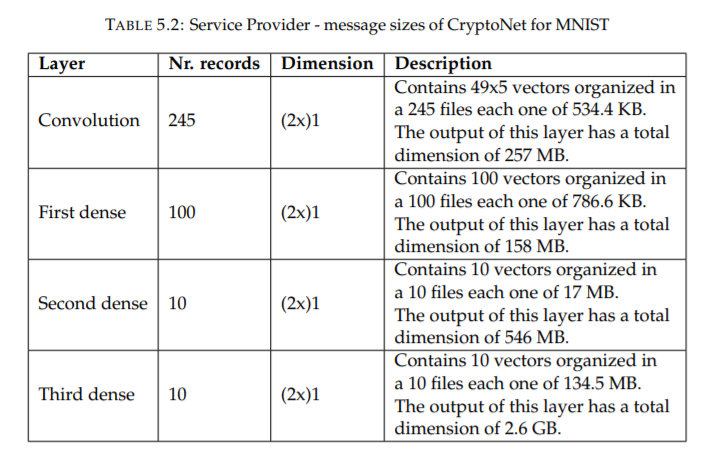 TABLE 5.2: Service Provider - message sizes of CryptoNet for MNIST
Layer Nr. records Dimension Description
Convolution 245 (2x)1 Contains 49x5 vectors organized in
a 245 files each one of 534.4 KB.
The output of this layer has a total
dimension of 257 MB.
First dense 100 (2x)1 Contains 100 vectors organized in
a 100 files each one of 786.6 KB.
The output of this layer has a total
dimension of 158 MB.
Second dense 10 (2x)1 Contains 10 vectors organized in
a 10 files each one of 17 MB.
The output of this layer has a total
dimension of 546 MB.
Third dense 10 (2x)1 Contains 10 vectors organized in
a 10 files each one of 134.5 MB.
The output of this layer has a total
dimension of 2.6 GB.